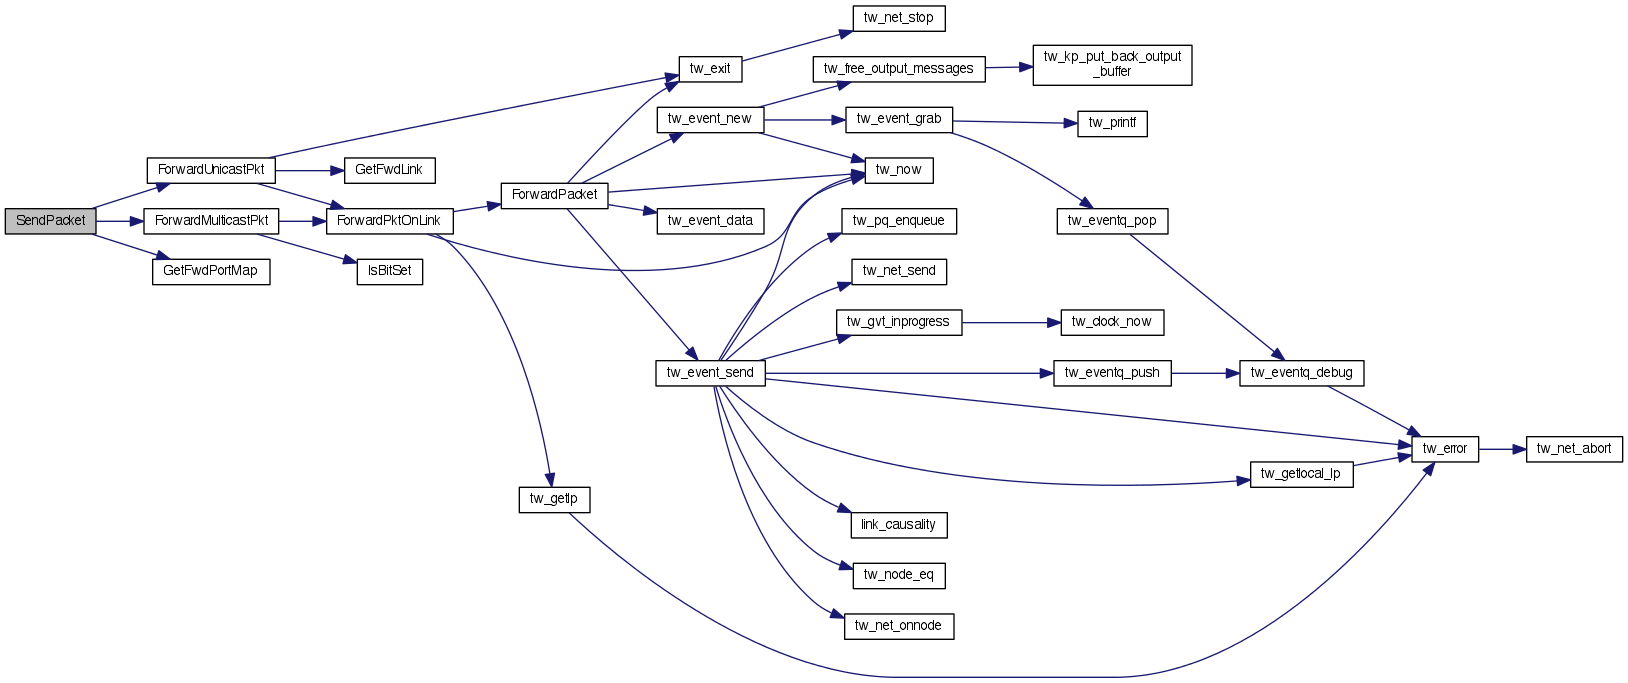 tw_net_stop
tw_kp_put_back_output
_buffer
tw_exit
tw_free_output_messages
tw_event_new
tw_event_grab
tw_printf
ForwardUnicastPkt
GetFwdLink
tw_now
ForwardPacket
SendPacket
ForwardMulticastPkt
ForwardPktOnLink
tw_event_data
tw_pq_enqueue
tw_eventq_pop
GetFwdPortMap
IsBitSet
tw_net_send
tw_gvt_inprogress
tw_clock_now
tw_event_send
tw_eventq_push
tw_eventq_debug
tw_error
tw_net_abort
tw_getlocal_lp
tw_getlp
link_causality
tw_node_eq
tw_net_onnode